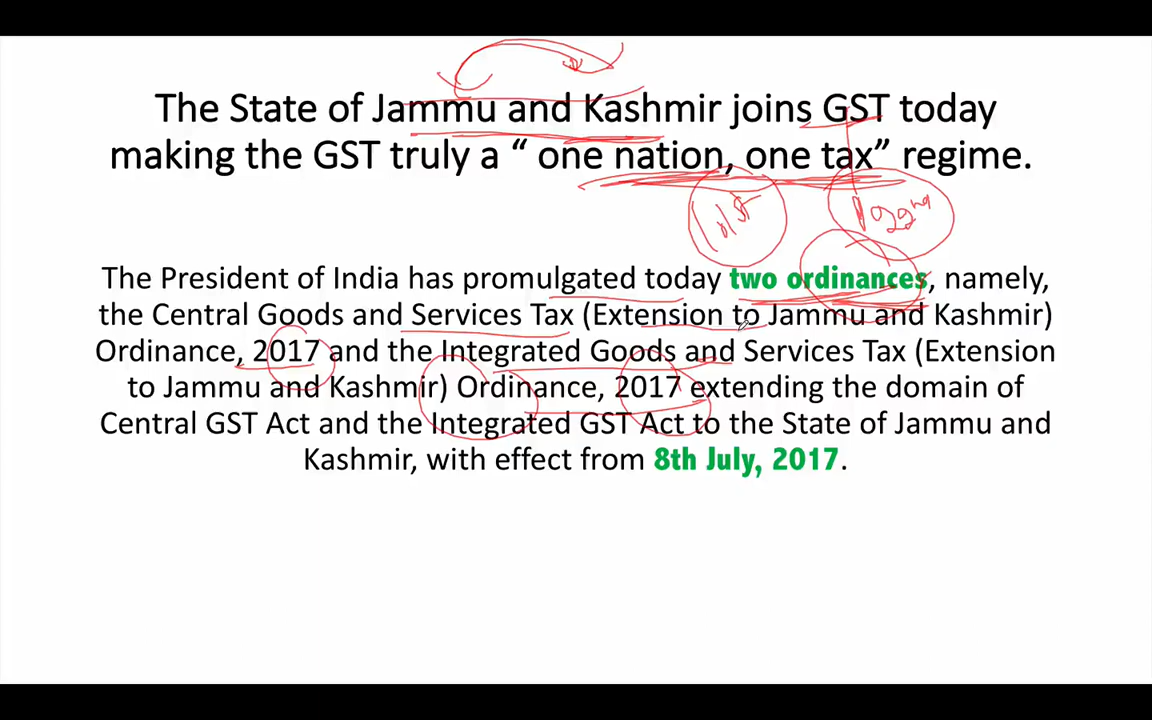 The State of Jammu and Kashmir joins GST today
making the GST truly a “ one nation, one tax” regime.
The President of India has promulgated today two ordinances, namely,
the Central Goods and Services Tax (Extension to Jammu and Kashmir)
Ordinance, 2017 and the Integrated Goods and Services Tax (Extension
to Jammu and Kashmir) Ordinance, 2017 extending the domain of
Central GST Act and the Integrated GST Act to the State of Jammu and
Kashmir, with effect from 8th July, 2017.